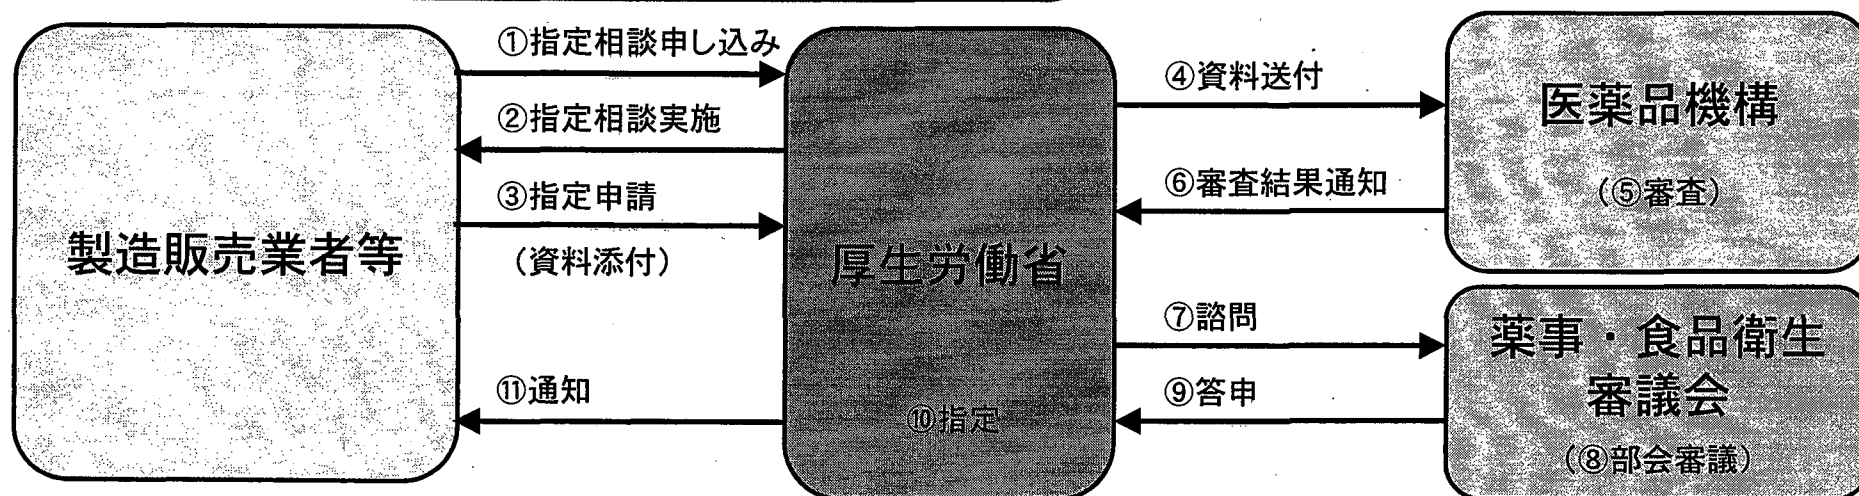 製造販売業者等
①指定相談申し込み
②指定相談実施
③指定申請
（資料添付）
⑪通知
厚生労働省
⑩指定
④資料送付
⑥審査結果通知
⑦諮問
⑨答申
医薬品機構
（⑤審査）
薬事・食品衛生
審議会
（⑧部会審議）